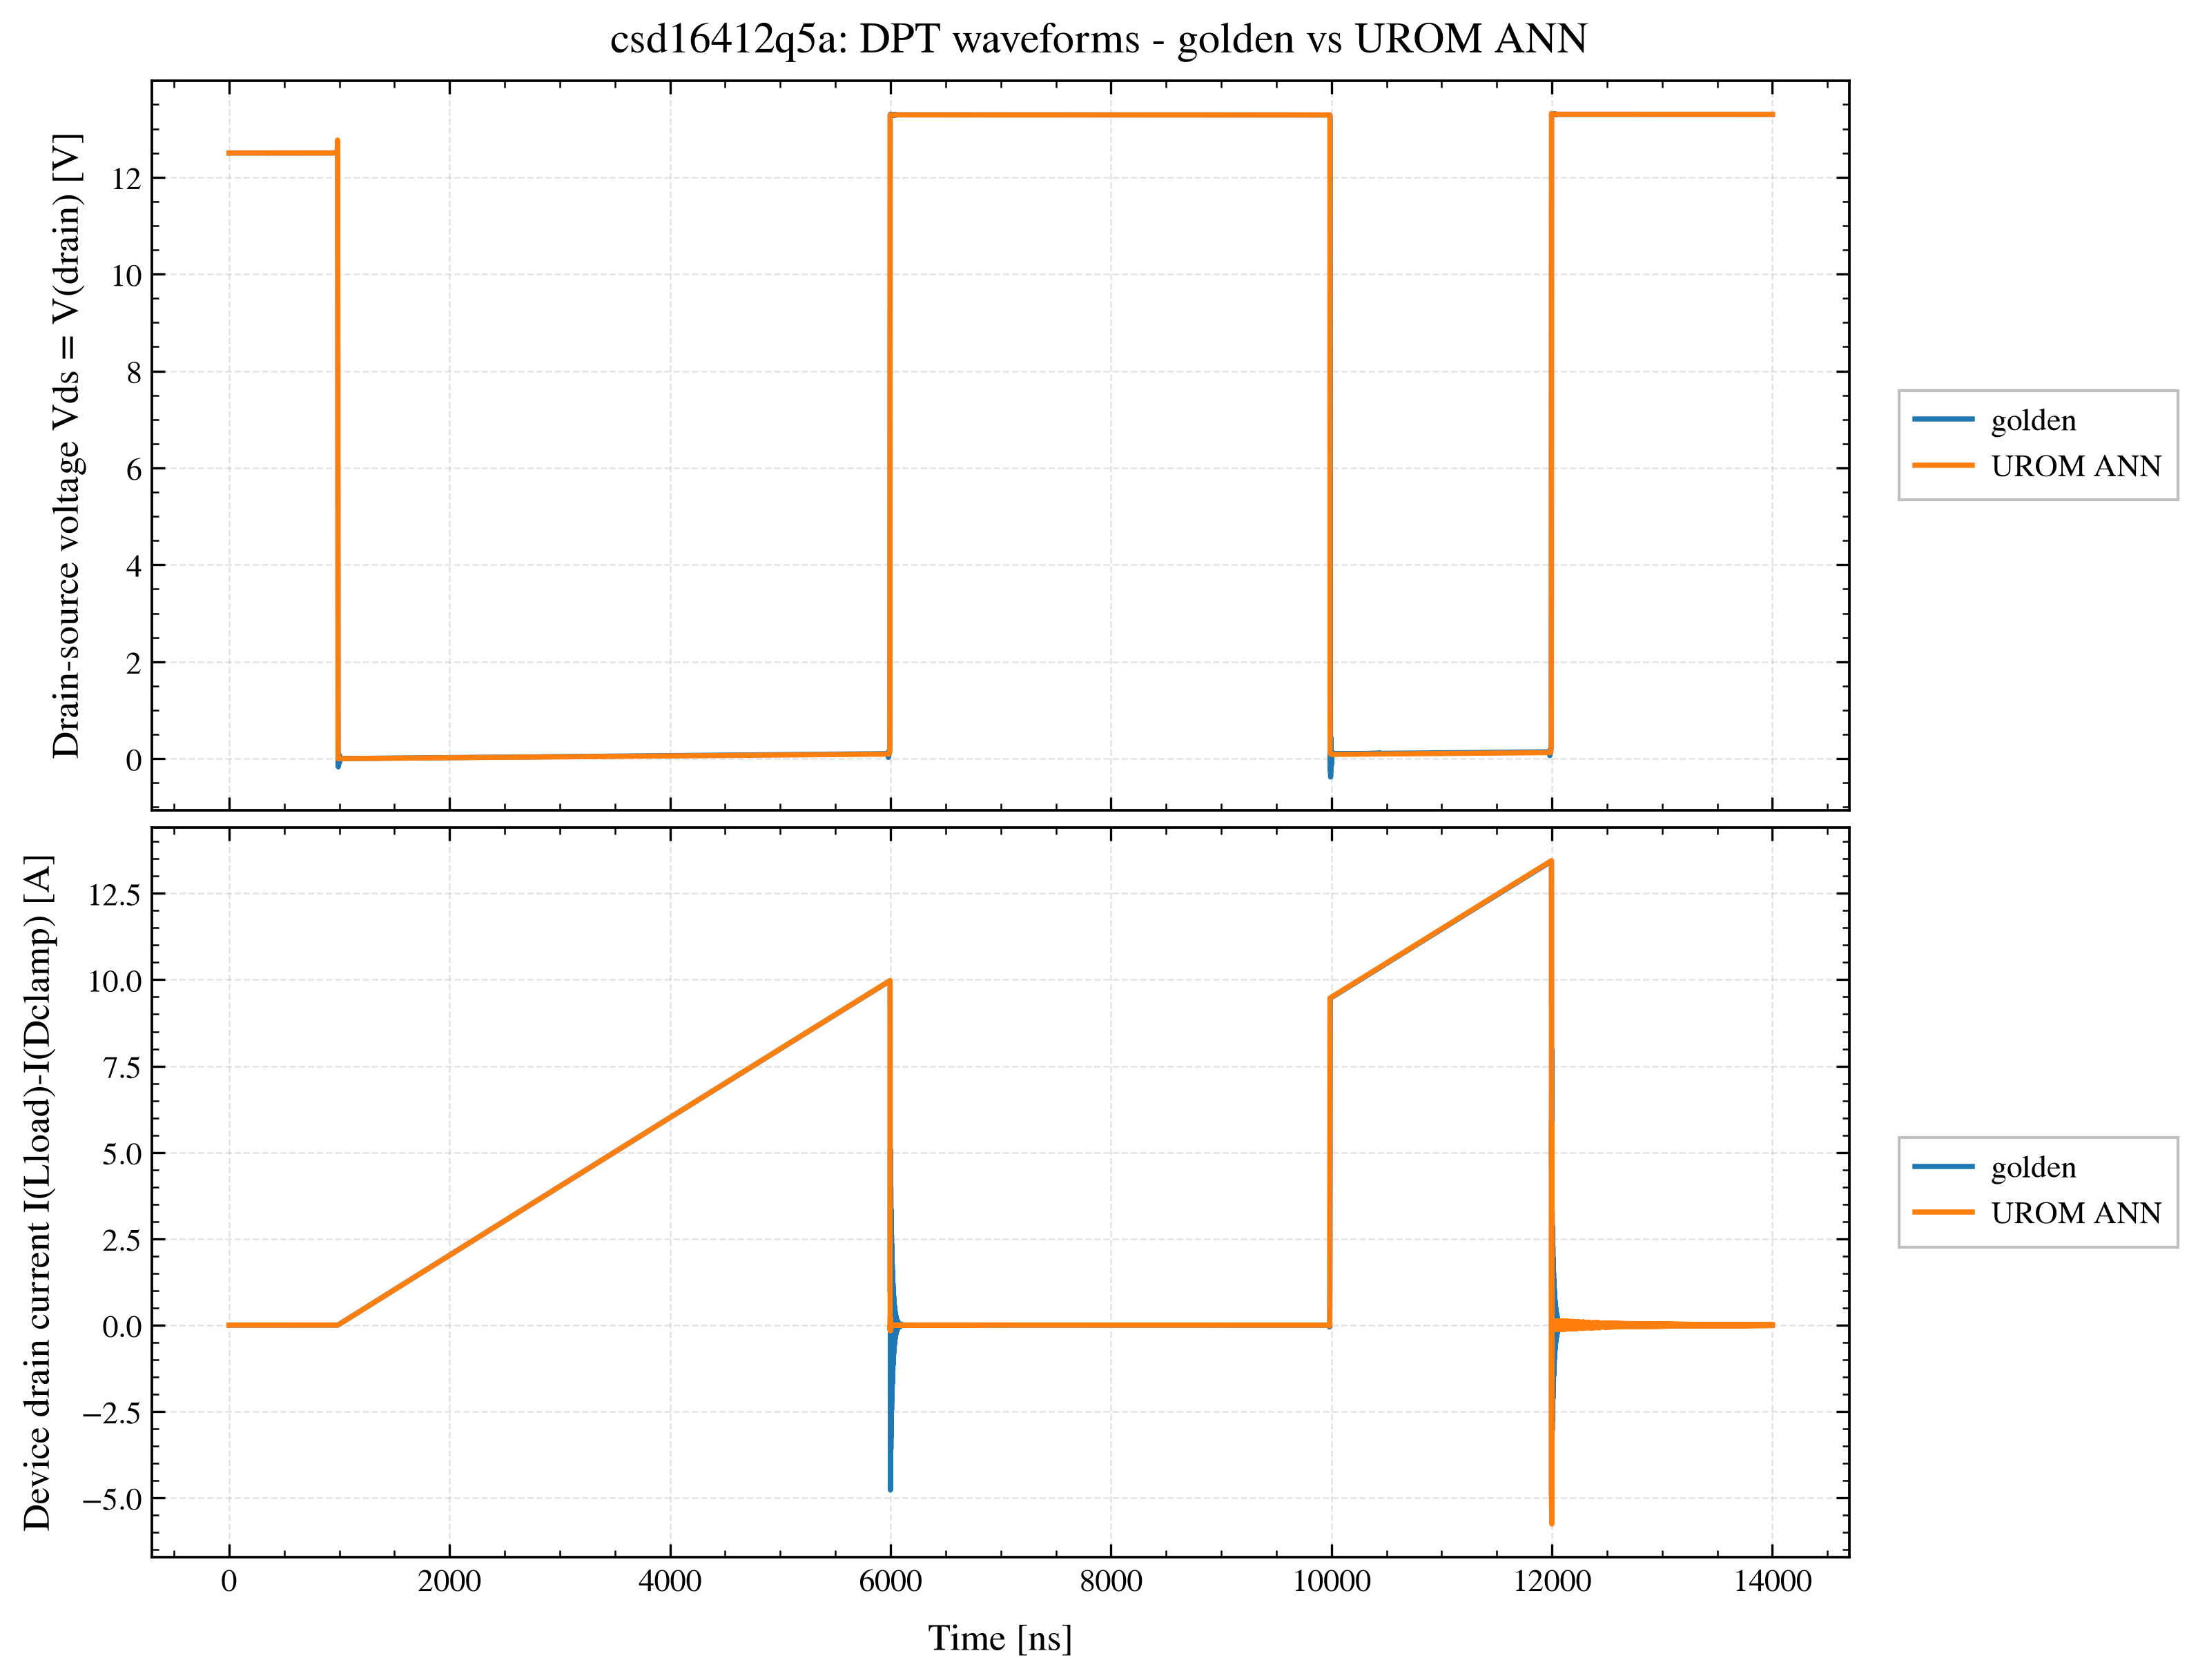 csd16412q5a: DPT waveforms - golden vs UROM ANN
Drain-source voltage Vds = V(drain) [V]
12
10
8
6
4
2
0
golden
UROM ANN
Device drain current I(Lload)-I(Dclamp) [A]
12.5
10.0
7.5
5.0
2.5
0.0
−2.5
−5.0
golden
UROM ANN
0 2000 4000 6000 8000 10000 12000 14000
Time [ns]